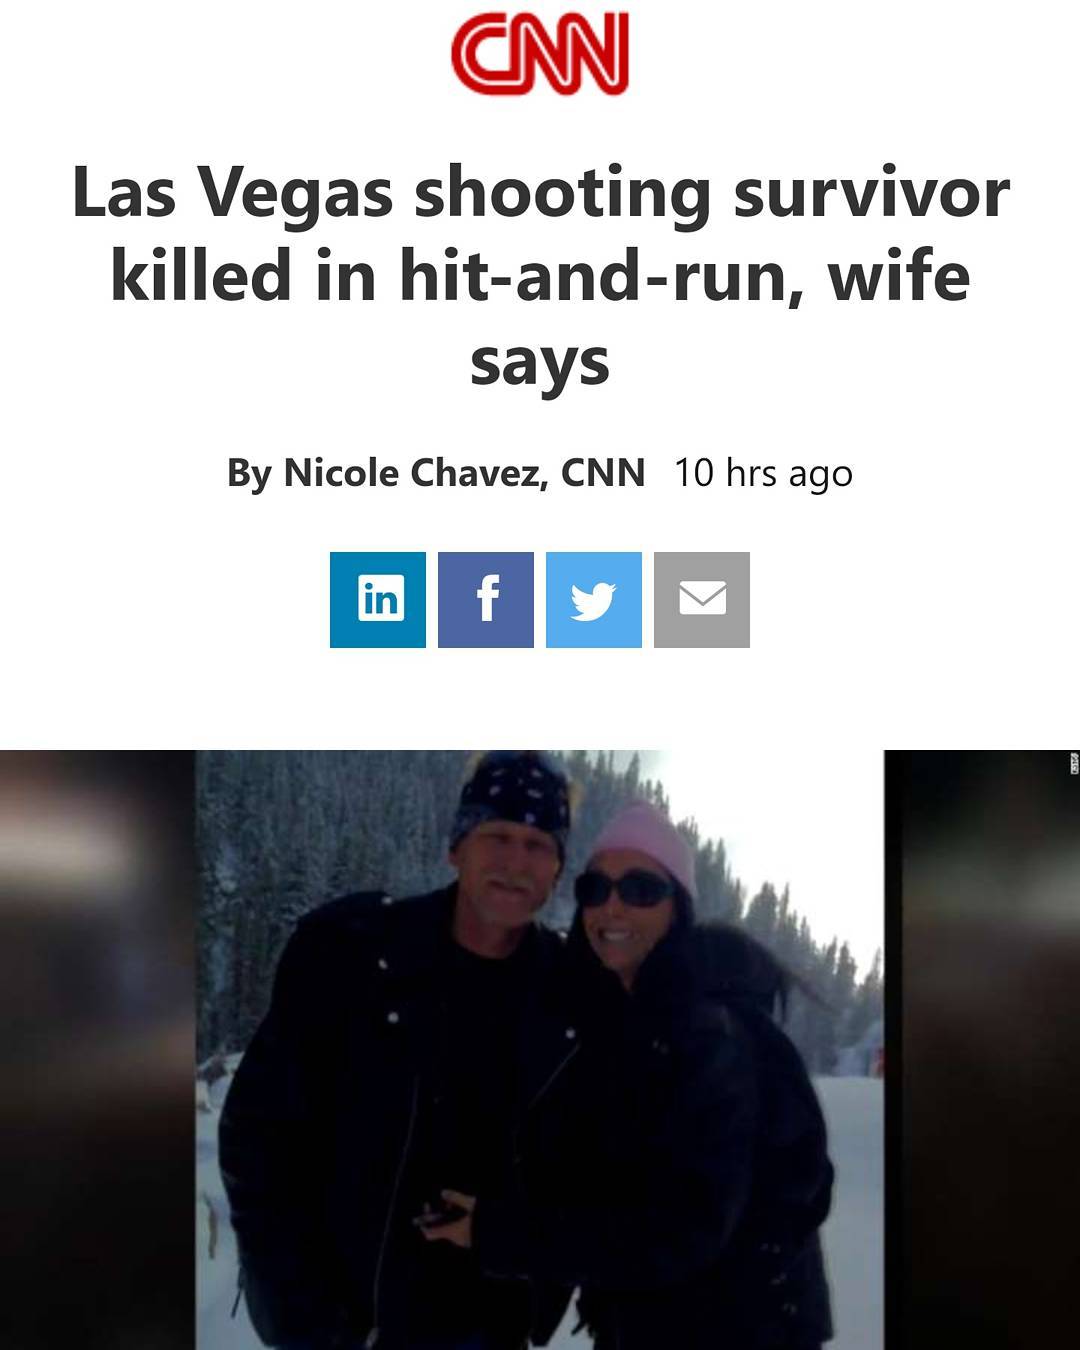 CNN
Las Vegas shooting survivor
killed in hit-and-run, wife
says
By Nicole Chavez, CNN 10 hrs ago
in
f